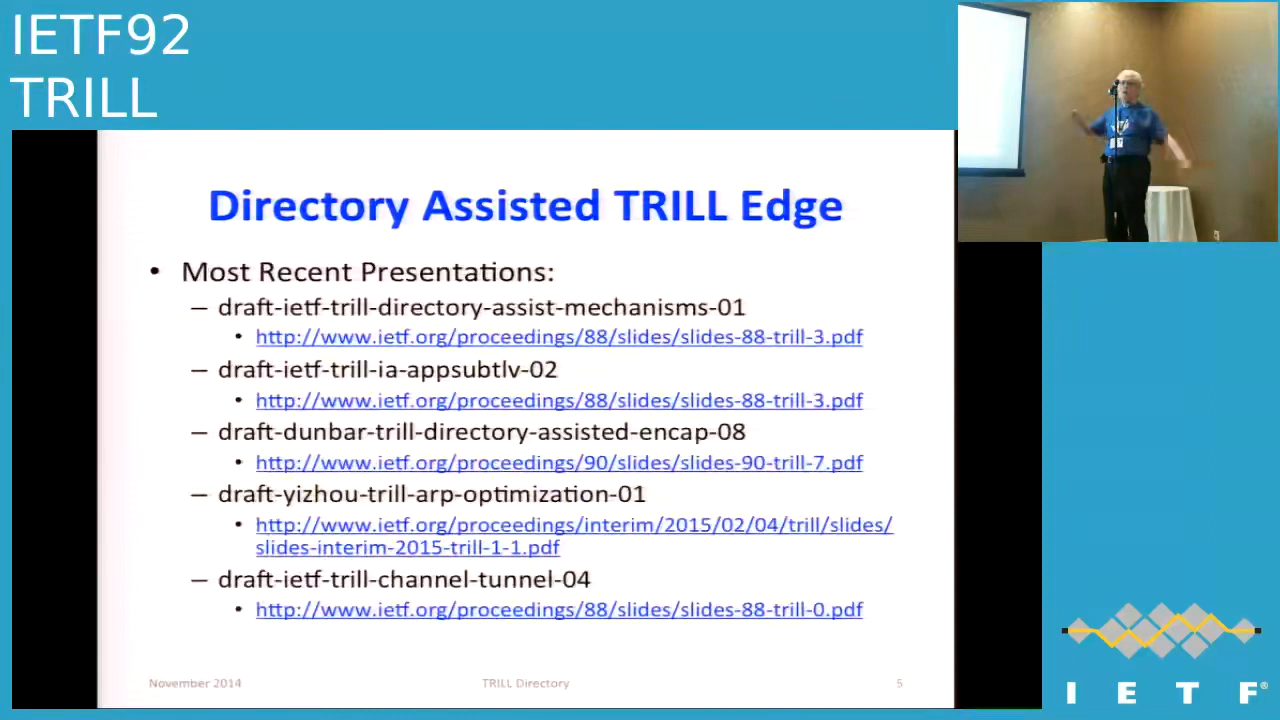 IETF92
TRILL
Directory Assisted TRILL Edge
• Most Recent Presentations:
– draft-ietf-trill-directory-assist-mechanisms-01
• http://www.ietf.org/proceedings/88/slides/slides-88-trill-3.pdf
– draft-ietf-trill-ia-appsubtlv-02
• http://www.ietf.org/proceedings/88/slides/slides-88-trill-3.pdf
– draft-dunbar-trill-directory-assisted-encap-08
• http://www.ietf.org/proceedings/90/slides/slides-90-trill-7.pdf
– draft-yizhou-trill-arp-optimization-01
• http://www.ietf.org/proceedings/interim/2015/02/04/trill/slides/
slides-interim-2015-trill-1-1.pdf
– draft-ietf-trill-channel-tunnel-04
• http://www.ietf.org/proceedings/88/slides/slides-88-trill-0.pdf
November 2014
TRILL Directory
5
I E T F®